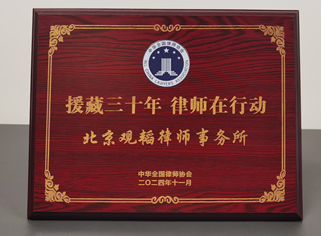 援藏三十年 律师在行动
北京观韬律师事务所
中华全国律师协会
二〇二四年十一月